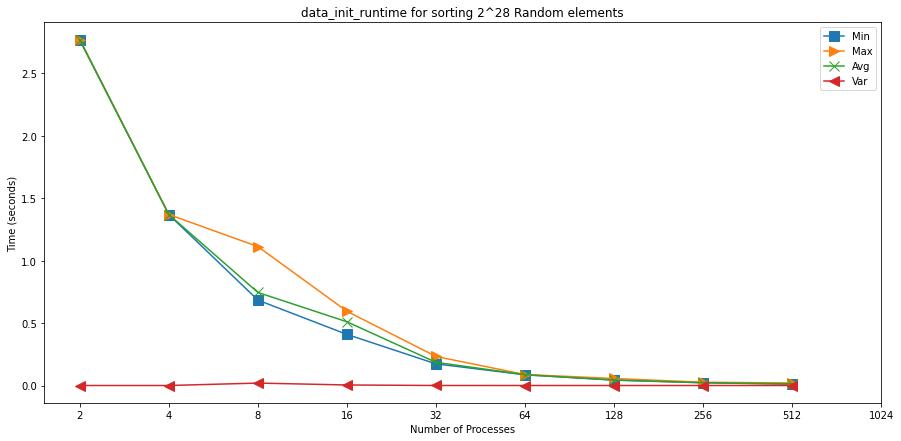 data_init_runtime for sorting 2^28 Random elements
Min
Max
Avg
Var
Time (seconds)
2.5
2.0
1.5
1.0
0.5
0.0
2 4 8 16 32 64 128 256 512 1024
Number of Processes